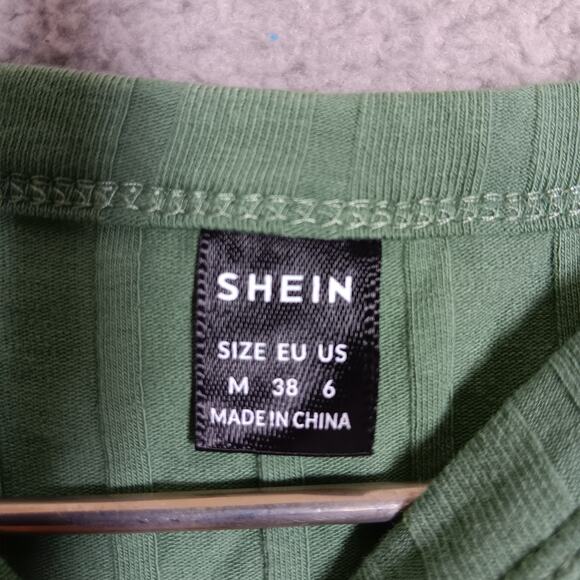 SHEIN
SIZE EU US
M 38 6
MADE IN CHINA